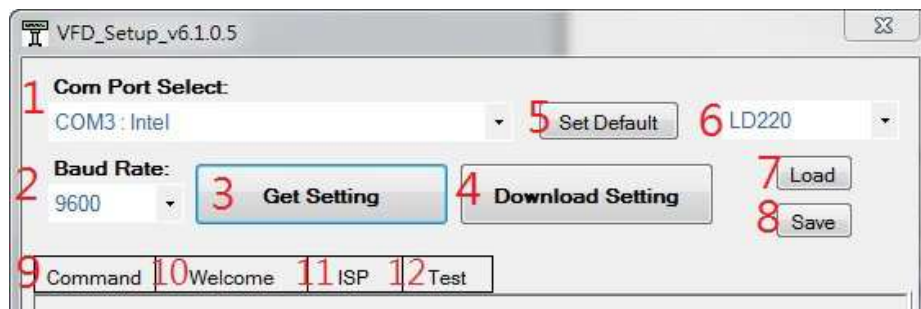 VFD_Setup_v6.1.0.5
Com Port Select:
1 COM3 : Intel 5 Set Default 6 LD220
Baud Rate:
2 9600 3 Get Setting 4 Download Setting 7 Load
8 Save
9 Command 10 Welcome 11 ISP 12 Test